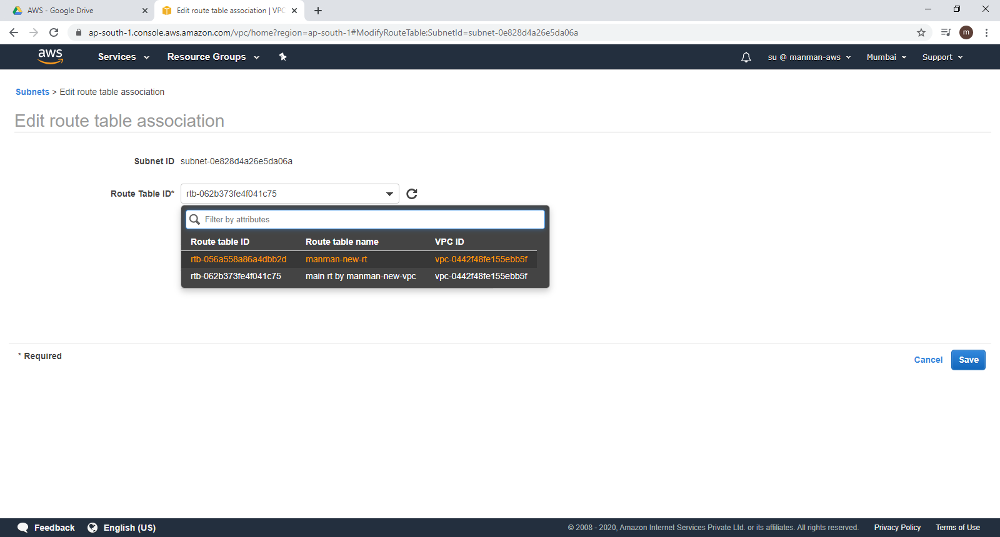 AWS - Google Drive
Edit route table association | VPC
ap-south-1.console.aws.amazon.com/vpc/home?region=ap-south-1#ModifyRouteTable:SubnetId=subnet-0e828d4a26e5da06a
m
aws Services Resource Groups su @ manman-aws Mumbai Support
Subnets > Edit route table association
Edit route table association
Subnet ID subnet-0e828d4a26e5da06a
Route Table ID* rtb-062b373fe4f041c75
Filter by attributes
Route table ID Route table name VPC ID
rtb-056a558a86a4dbb2d manman-new-rt vpc-0442f48fe155ebb5f
rtb-062b373fe4f041c75 main rt by manman-new-vpc vpc-0442f48fe155ebb5f
* Required
Cancel Save
Feedback English (US) © 2008 - 2020, Amazon Internet Services Private Ltd. or its affiliates. All rights reserved. Privacy Policy Terms of Use